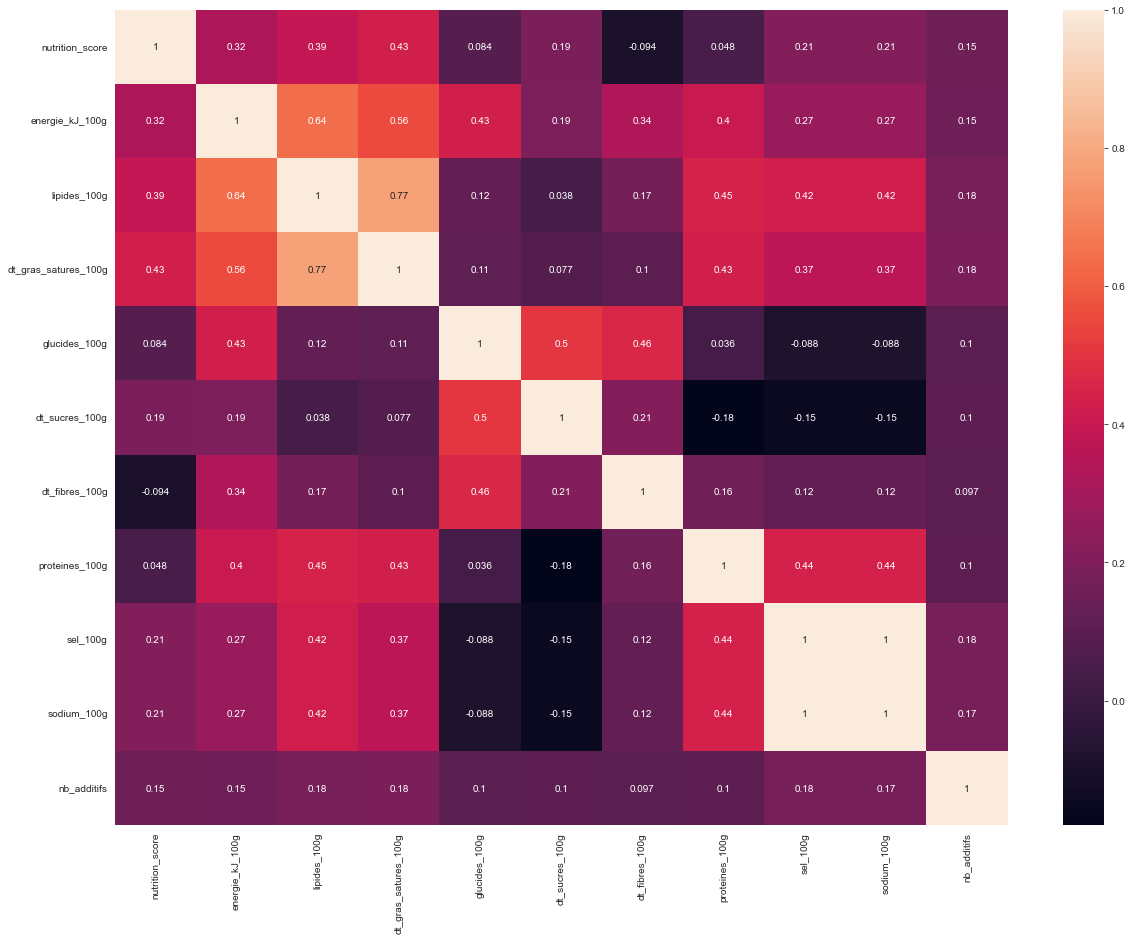 nutrition_score 1 0.32 0.39 0.43 0.084 0.19 -0.094 0.048 0.21 0.21 0.15
energie_kJ_100g 0.32 1 0.64 0.56 0.43 0.19 0.34 0.4 0.27 0.27 0.15
lipides_100g 0.39 0.64 1 0.77 0.12 0.038 0.17 0.45 0.42 0.42 0.18
dt_gras_satures_100g 0.43 0.56 0.77 1 0.11 0.077 0.1 0.43 0.37 0.37 0.18
glucides_100g 0.084 0.43 0.12 0.11 1 0.5 0.46 0.036 -0.088 -0.088 0.1
dt_sucres_100g 0.19 0.19 0.038 0.077 0.5 1 0.21 -0.18 -0.15 -0.15 0.1
dt_fibres_100g -0.094 0.34 0.17 0.1 0.46 0.21 1 0.16 0.12 0.12 0.097
proteines_100g 0.048 0.4 0.45 0.43 0.036 -0.18 0.16 1 0.44 0.44 0.1
sel_100g 0.21 0.27 0.42 0.37 -0.088 -0.15 0.12 0.44 1 1 0.18
sodium_100g 0.21 0.27 0.42 0.37 -0.088 -0.15 0.12 0.44 1 1 0.17
nb_additifs 0.15 0.15 0.18 0.18 0.1 0.1 0.097 0.1 0.18 0.17 1
nutrition_score
energie_kJ_100g
lipides_100g
dt_gras_satures_100g
glucides_100g
dt_sucres_100g
dt_fibres_100g
proteines_100g
sel_100g
sodium_100g
nb_additifs
1.0
0.8
0.6
0.4
0.2
0.0